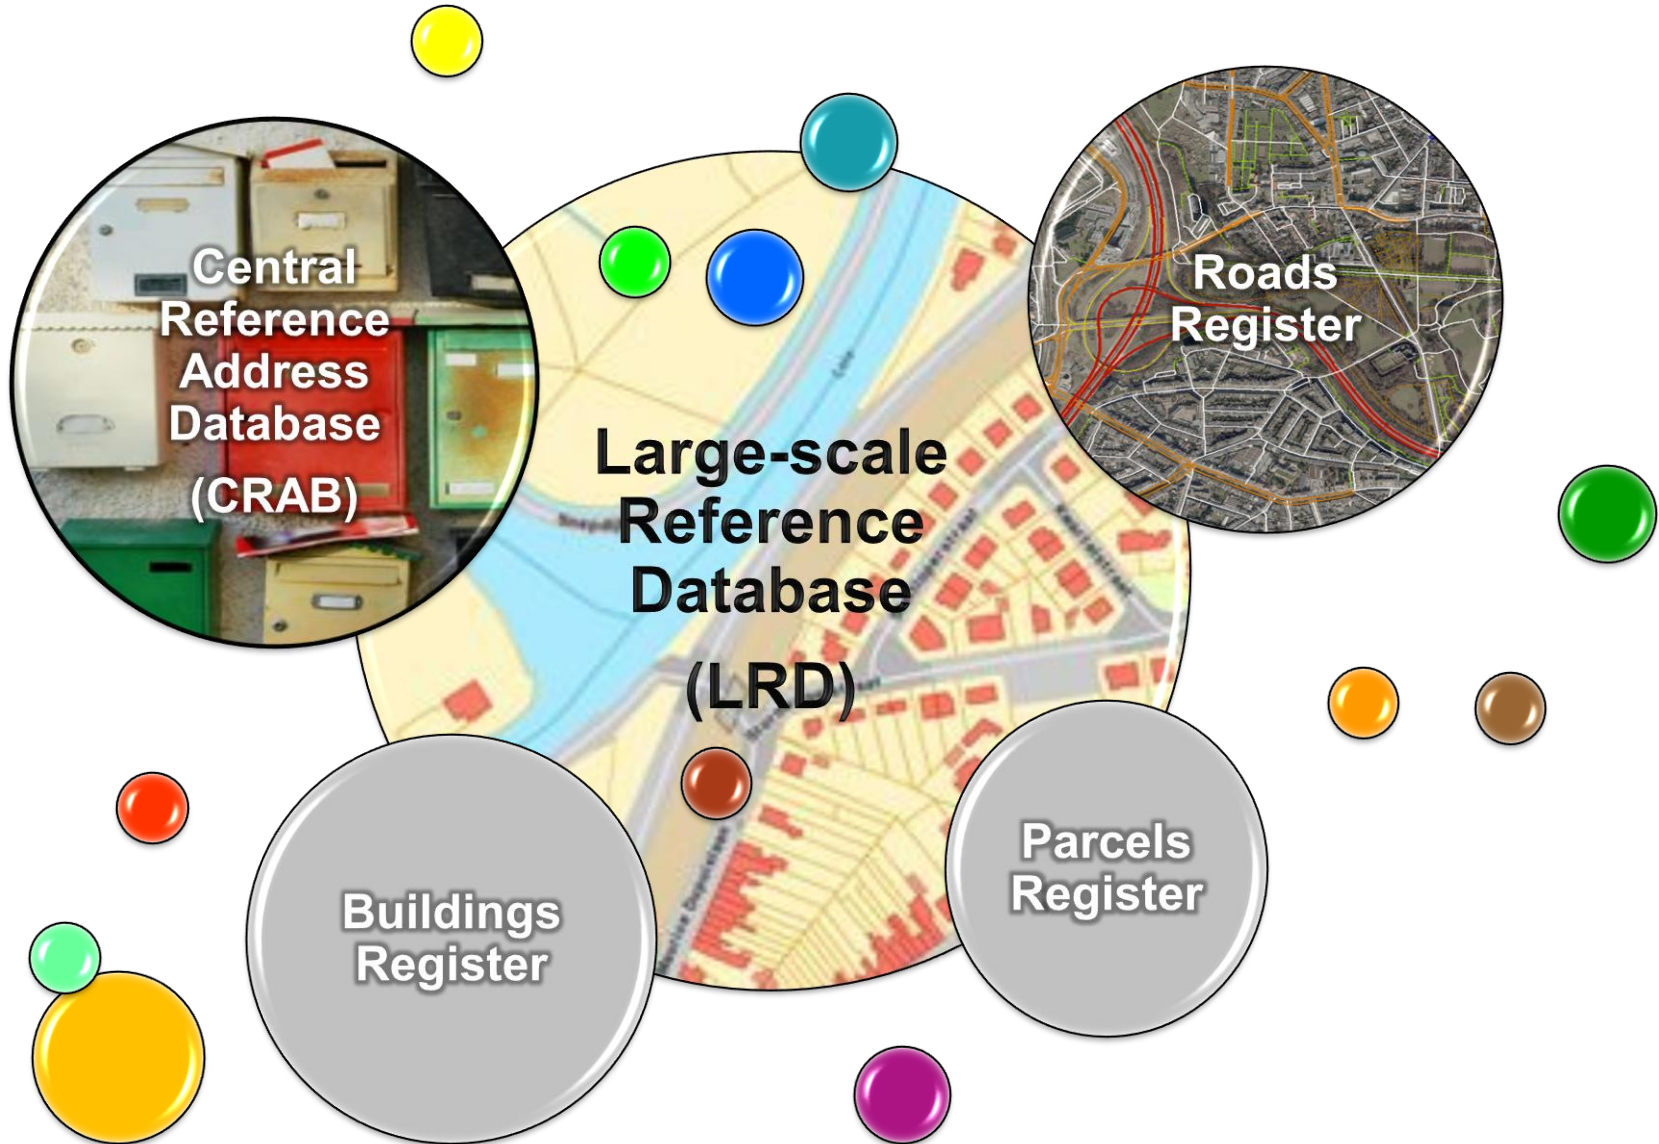 Central
Reference
Address
Database
(CRAB)
Large-scale
Reference
Database
(LRD)
Roads
Register
Buildings
Register
Parcels
Register